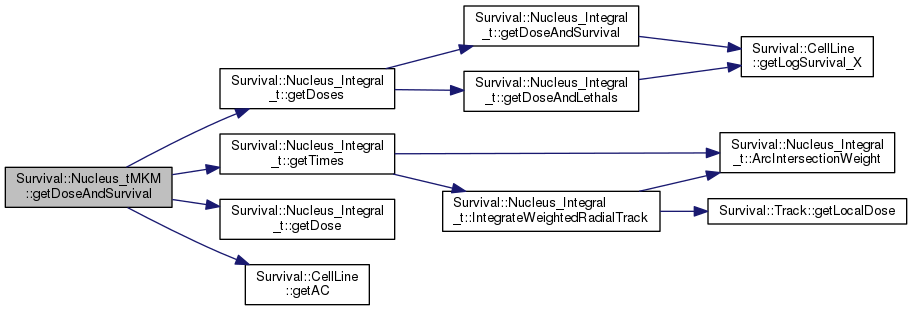 Survival::Nucleus_tMKM
::getDoseAndSurvival
Survival::Nucleus_Integral
_t::getDoses
Survival::Nucleus_Integral
_t::getDoseAndSurvival
Survival::Nucleus_Integral
_t::getDoseAndLethals
Survival::CellLine
::getLogSurvival_X
Survival::Nucleus_Integral
_t::getTimes
Survival::Nucleus_Integral
_t::ArcIntersectionWeight
Survival::Nucleus_Integral
_t::IntegrateWeightedRadialTrack
Survival::Track::getLocalDose
Survival::Nucleus_Integral
_t::getDose
Survival::CellLine
::getAC